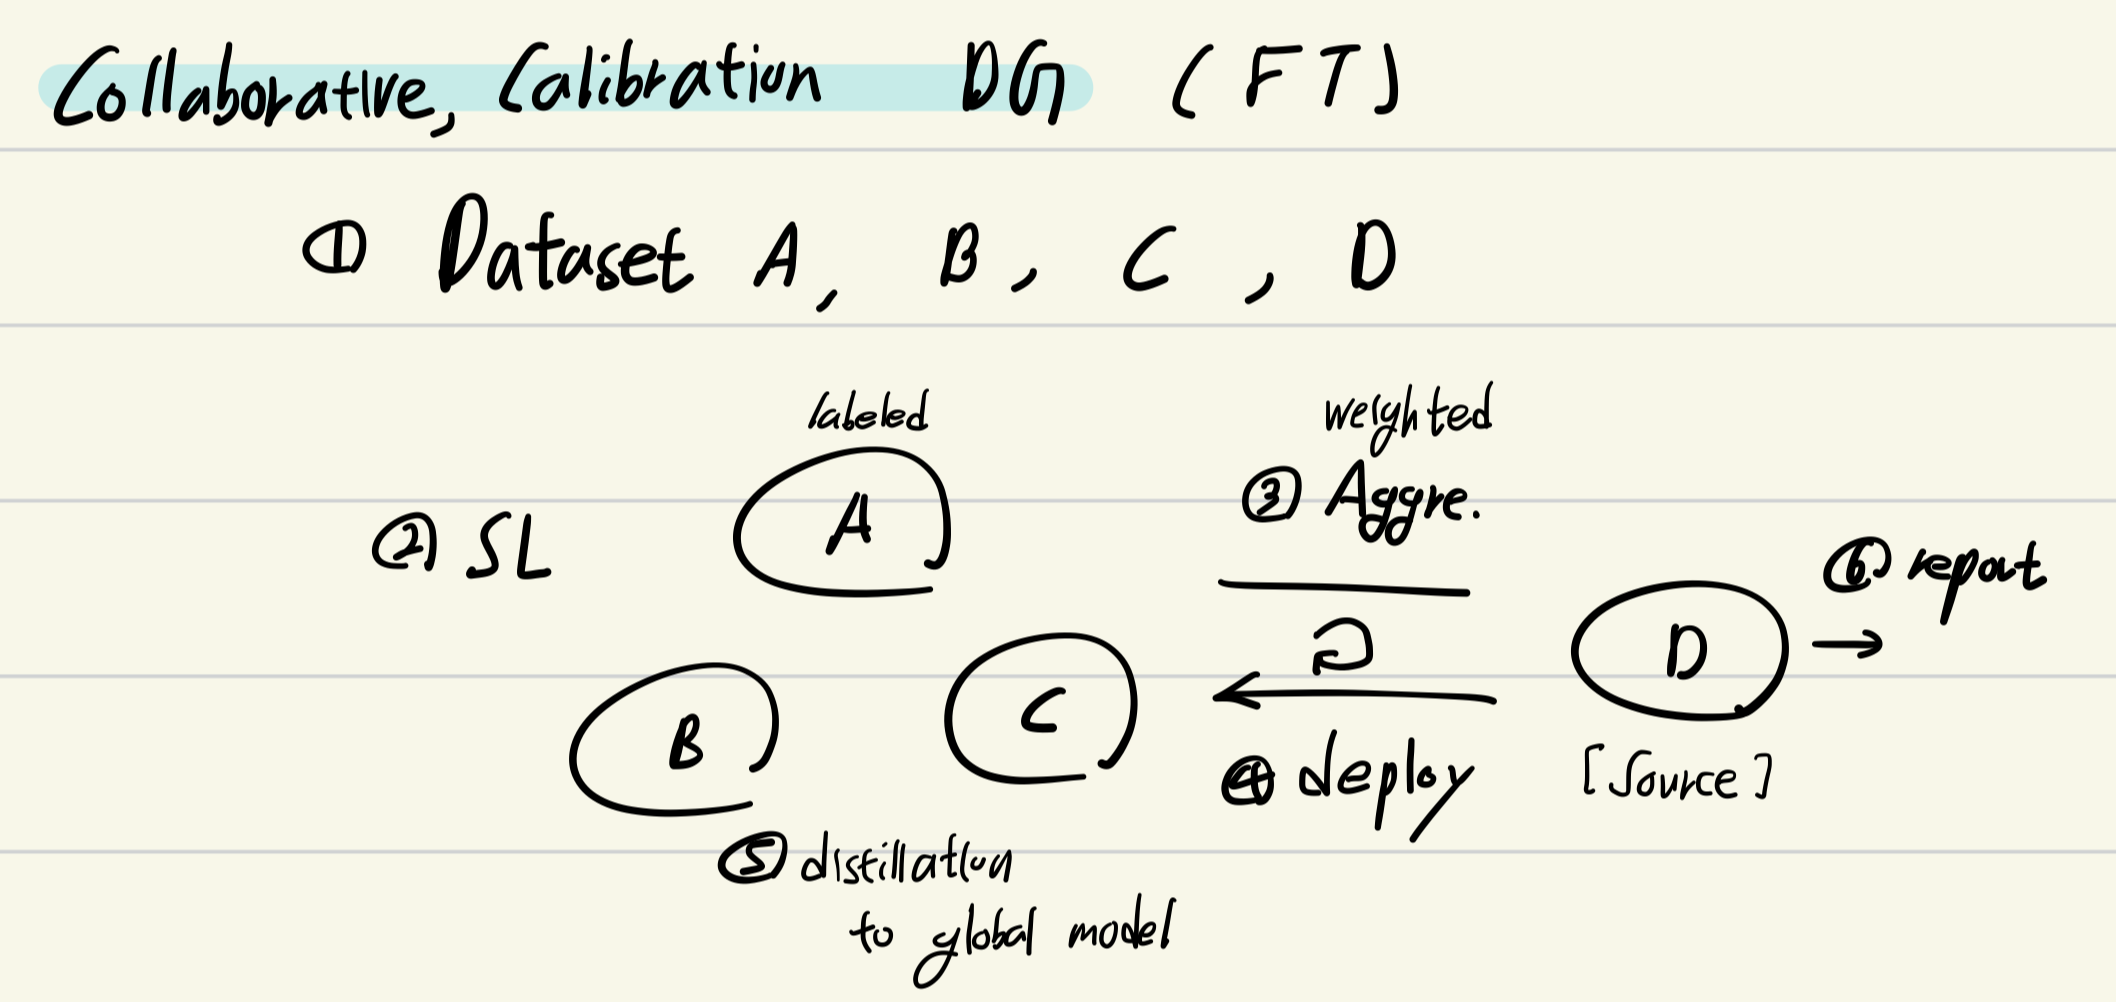 Collaborative, Calibration DG (FT)
① Dataset A, B, C, D
labeled
A
② SL
weighted
③ Aggre.
⑥ report
B
C
D
④ deploy
[Source]
⑤ distillation
to global model